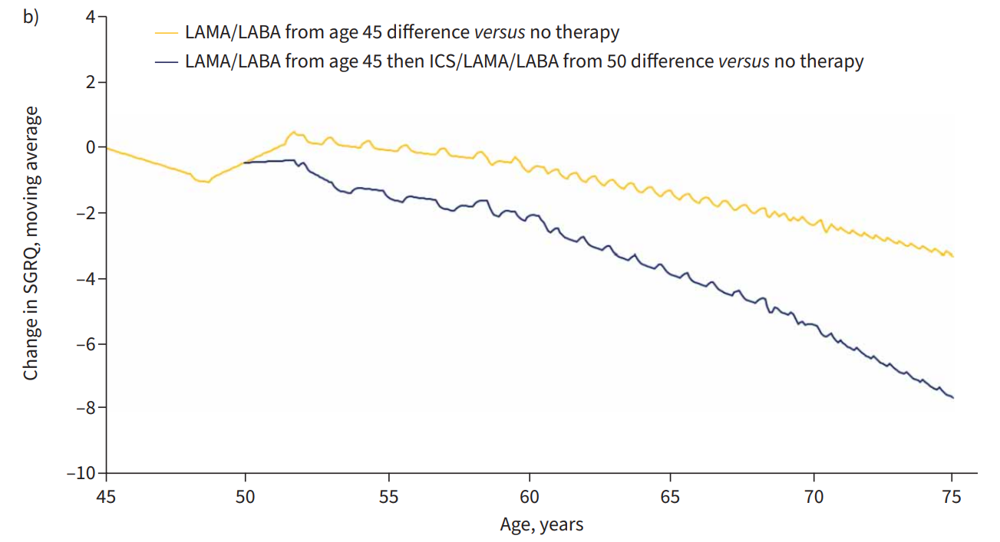 b)
4
LAMA/LABA from age 45 difference versus no therapy
LAMA/LABA from age 45 then ICS/LAMA/LABA from 50 difference versus no therapy
2
0
–2
–4
–6
–8
–10
Change in SGRQ, moving average
45 50 55 60 65 70 75
Age, years